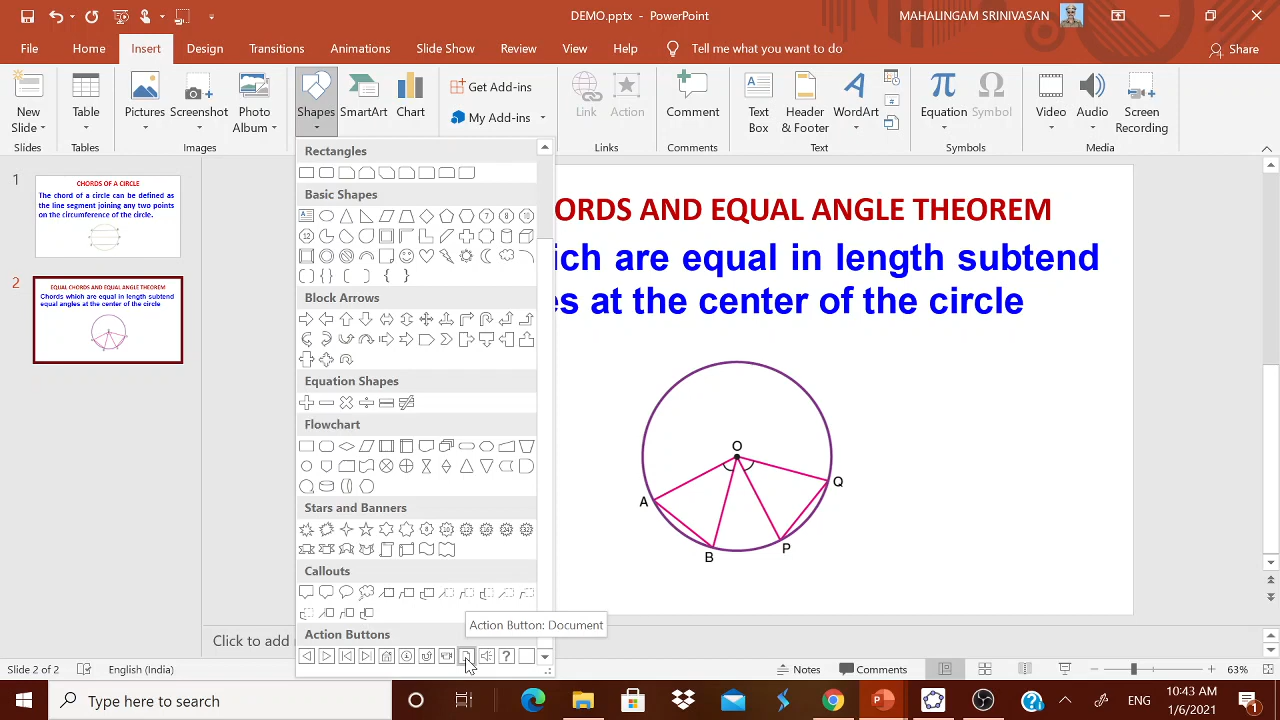 DEMO.pptx - PowerPoint
MAHALINGAM SRINIVASAN
File Home Insert Design Transitions Animations Slide Show Review View Help Tell me what you want to do Share
New Slide
Table
Pictures
Screenshot
Photo Album
Shapes
SmartArt
Chart
Get Add-ins
My Add-ins
Link
Action
Comment
Text Box
Header & Footer
WordArt
Equation
Symbol
Video
Audio
Screen Recording
Slides
Tables
Images
Links
Comments
Text
Symbols
Media
1
CHORDS OF A CIRCLE
The chord of a circle can be defined as
the line segment joining any two points
on the circumference of the circle.
2
EQUAL CHORDS AND EQUAL ANGLE THEOREM
Chords which are equal in length subtend
equal angles at the center of the circle
Rectangles
Basic Shapes
Block Arrows
Equation Shapes
Flowchart
Stars and Banners
Callouts
Action Buttons
Action Button: Document
ORDS AND EQUAL ANGLE THEOREM
ich are equal in length subtend
es at the center of the circle
O
A
Q
B
P
Click to add
Slide 2 of 2
English (India)
Notes
Comments
63%
Type here to search
ENG
10:43 AM
1/6/2021
1